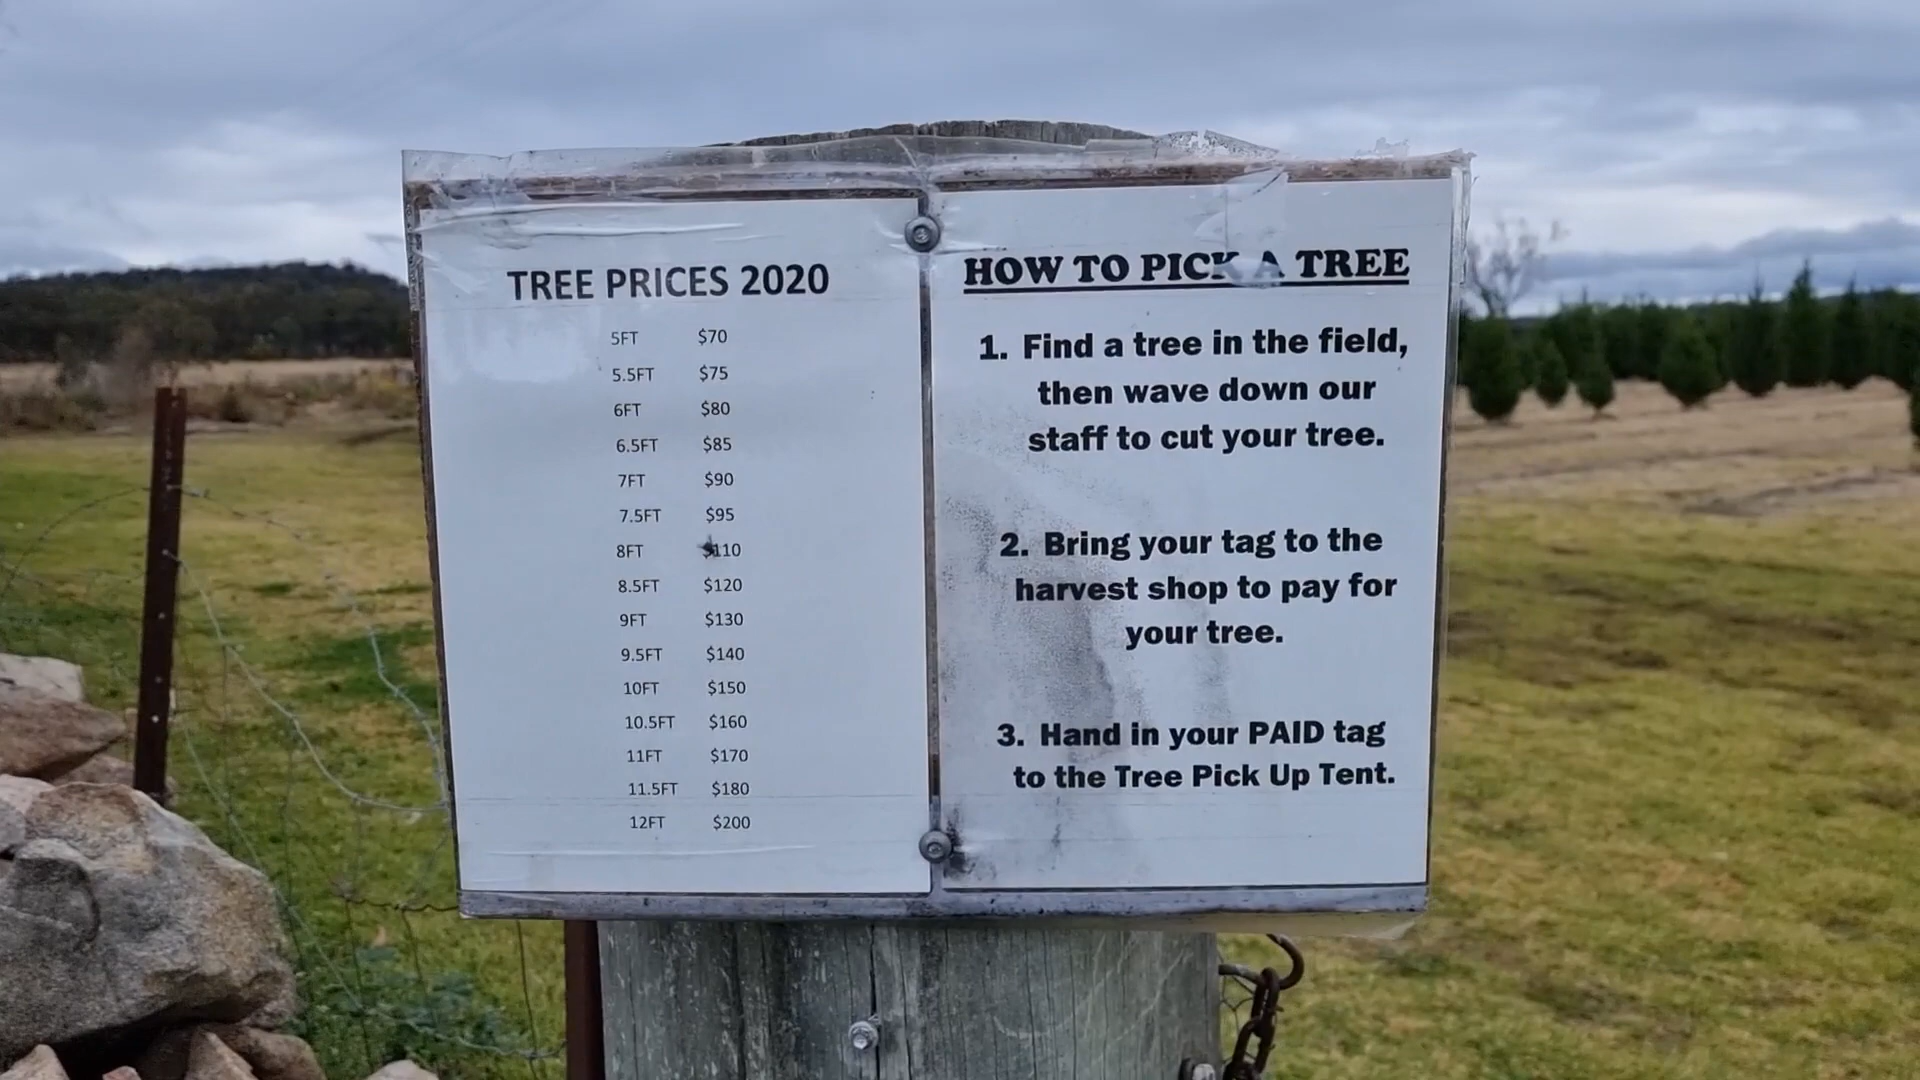 TREE PRICES 2020
5FT $70
5.5FT $75
6FT $80
6.5FT $85
7FT $90
7.5FT $95
8FT $110
8.5FT $120
9FT $130
9.5FT $140
10FT $150
10.5FT $160
11FT $170
11.5FT $180
12FT $200
HOW TO PICK A TREE
1. Find a tree in the field,
then wave down our
staff to cut your tree.
2. Bring your tag to the
harvest shop to pay for
your tree.
3. Hand in your PAID tag
to the Tree Pick Up Tent.